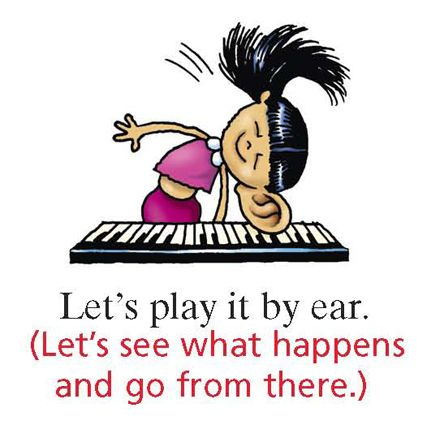 Let's play it by ear.
(Let's see what happens
and go from there.)